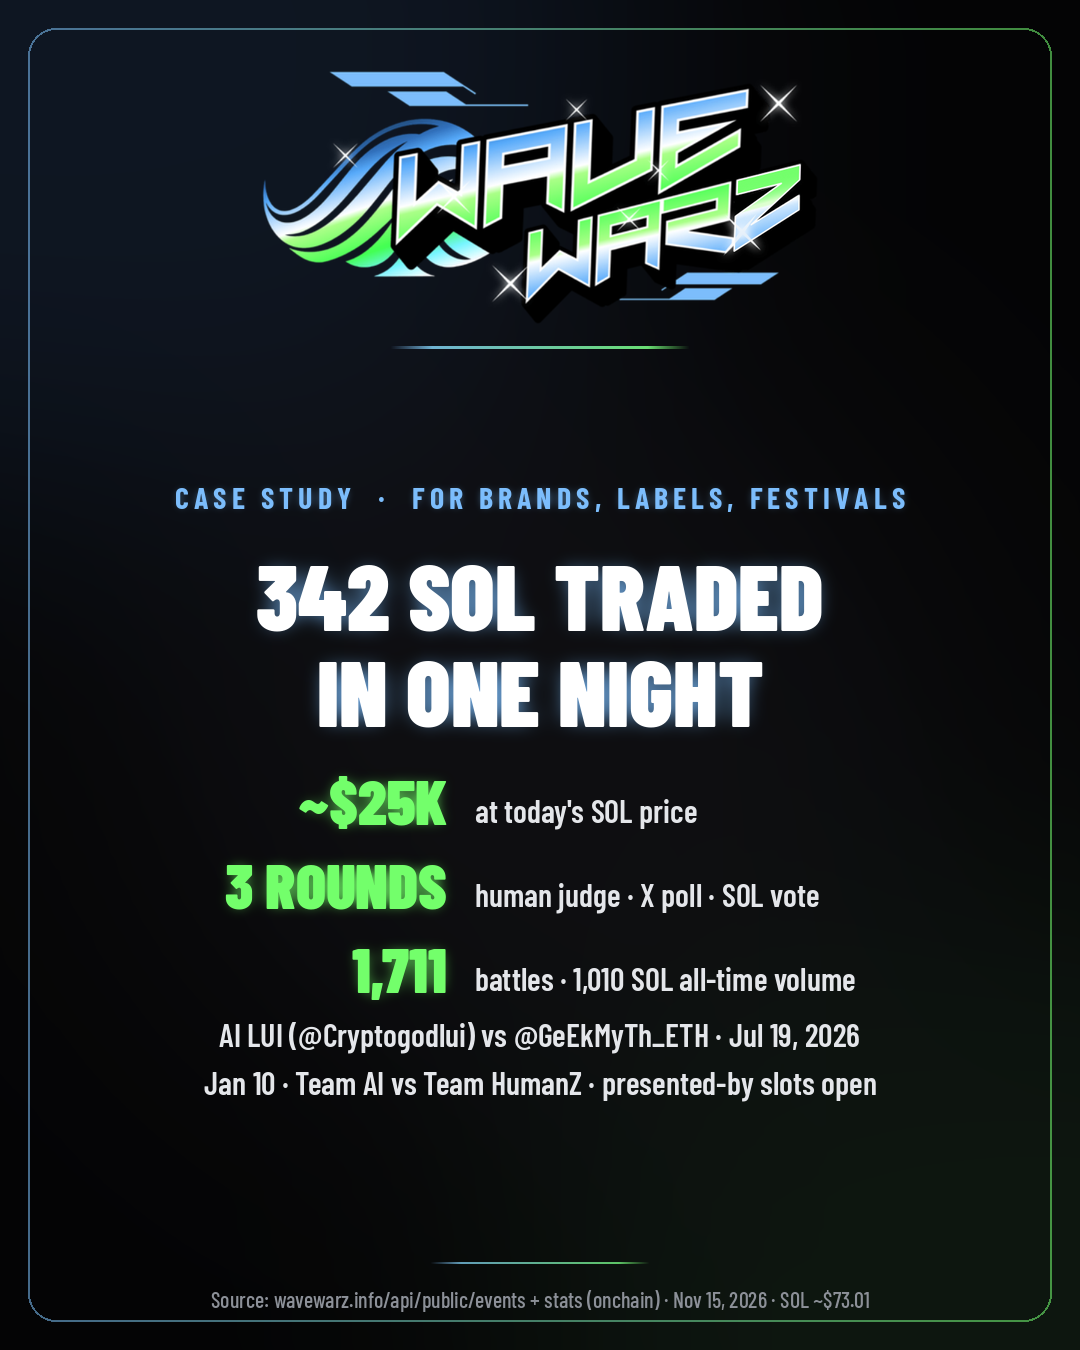 WAVE
WARZ
CASE STUDY · FOR BRANDS, LABELS, FESTIVALS
342 SOL TRADED
IN ONE NIGHT
~$25K at today's SOL price
3 ROUNDS human judge · X poll · SOL vote
1,711 battles · 1,010 SOL all-time volume
AI LUI (@Cryptogodlui) vs @GeEkMyTh_ETH · Jul 19, 2026
Jan 10 · Team AI vs Team HumanZ · presented-by slots open
Source: wavewarz.info/api/public/events + stats (onchain) · Nov 15, 2026 · SOL ~$73.01